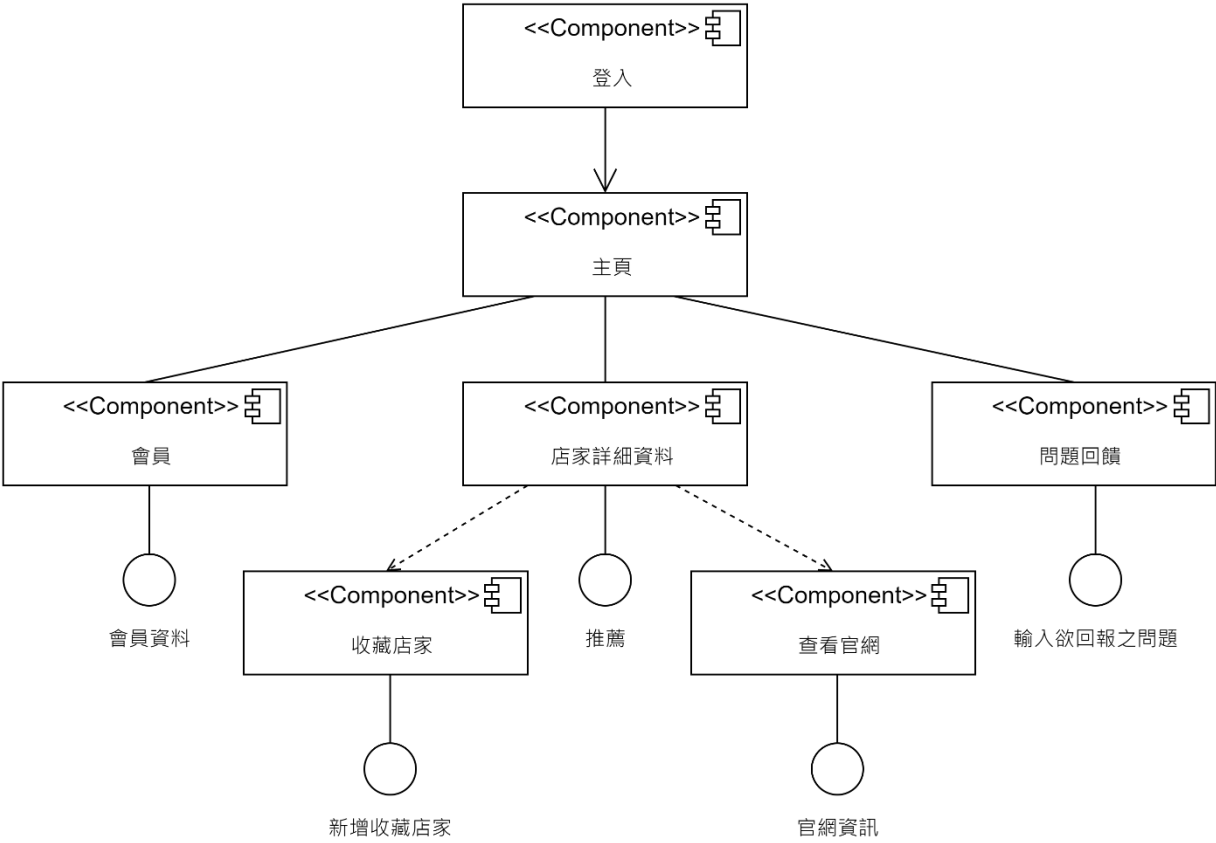 <<Component>>
登入
<<Component>>
主頁
<<Component>>
會員
<<Component>>
店家詳細資料
<<Component>>
問題回饋
會員資料
<<Component>>
收藏店家
推薦
<<Component>>
查看官網
輸入欲回報之問題
新增收藏店家
官網資訊